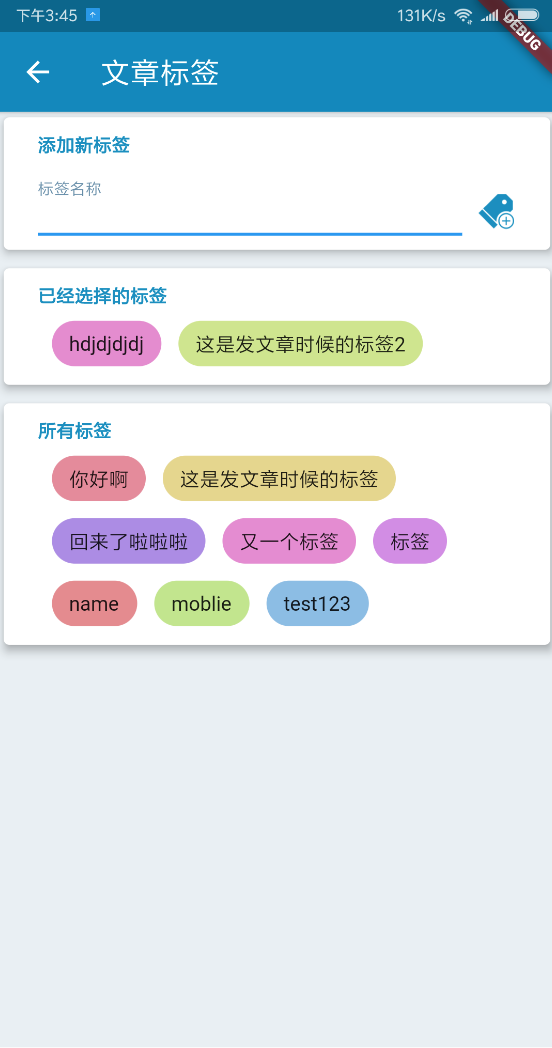 下午3:45 131K/s
DEBUG
文章标签
添加新标签
标签名称
已经选择的标签
hdjdjdjdj 这是发文章时候的标签2
所有标签
你好啊 这是发文章时候的标签
回来了啦啦啦 又一个标签 标签
name moblie test123